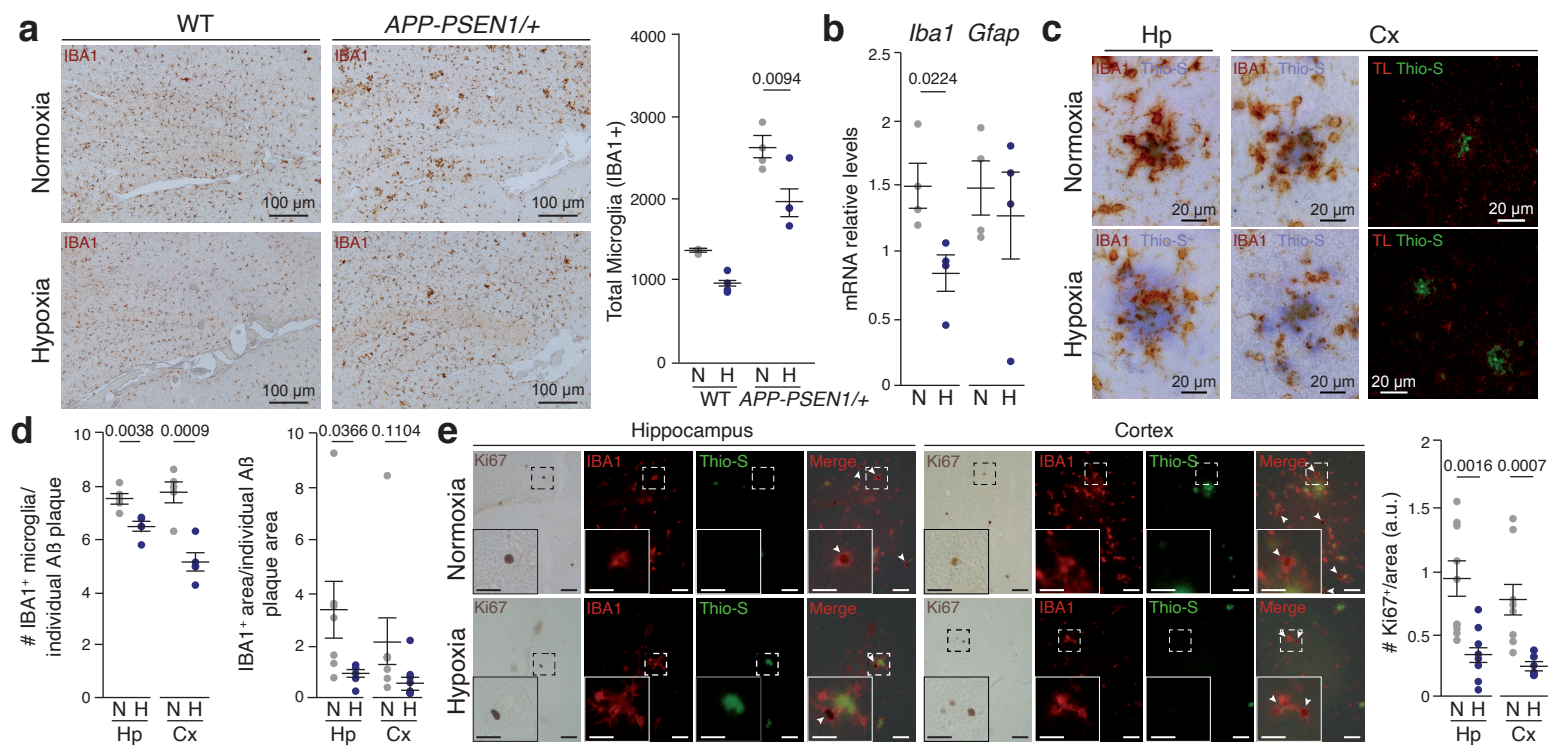 a
WT
APP-PSEN1/+
Normoxia
Hypoxia
IBA1
100 µm
IBA1
100 µm
IBA1
100 µm
IBA1
100 µm
Total Microglia (IBA1 +)
4000
3000
2000
1000
0
0.0094
N H N H
WT APP-PSEN1/+
b
Iba1 Gfap
mRNA relative levels
2.5
2
1.5
1
0.5
0
0.0224
N H N H
c
Hp Cx
Normoxia
Hypoxia
IBA1 Thio-S
20 µm
IBA1 Thio-S
20 µm
TL Thio-S
20 µm
IBA1 Thio-S
20 µm
IBA1 Thio-S
20 µm
TL Thio-S
20 µm
d
# IBA1+ microglia/
individual Aβ plaque
10
8
6
4
2
0
0.0038 0.0009
N H N H
Hp Cx
IBA1+ area/individual Aβ
plaque area
10
8
6
4
2
0
0.0366 0.1104
N H N H
Hp Cx
e
Hippocampus Cortex
Normoxia
Hypoxia
Ki67 IBA1 Thio-S Merge Ki67 IBA1 Thio-S Merge
Ki67 IBA1 Thio-S Merge Ki67 IBA1 Thio-S Merge
# Ki67+/area (a.u.)
2
1.5
1
0.5
0
0.0016 0.0007
N H N H
Hp Cx